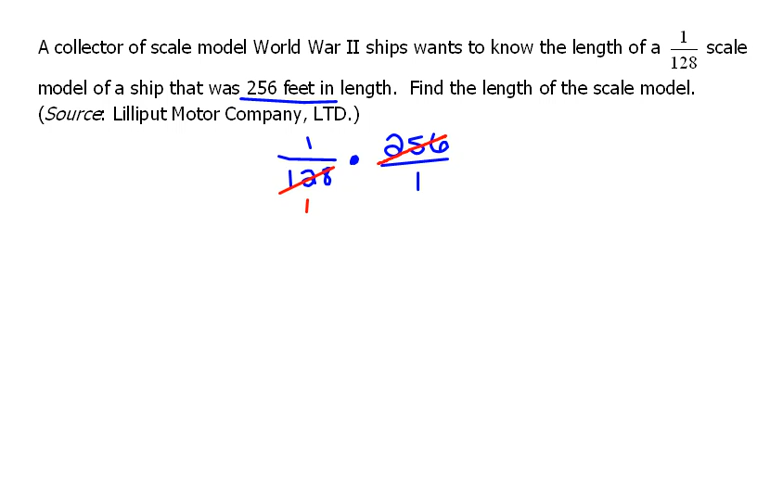 A collector of scale model World War II ships wants to know the length of a 1/128 scale
model of a ship that was 256 feet in length. Find the length of the scale model.
(Source: Lilliput Motor Company, LTD.)
1/128 • 256/1
1